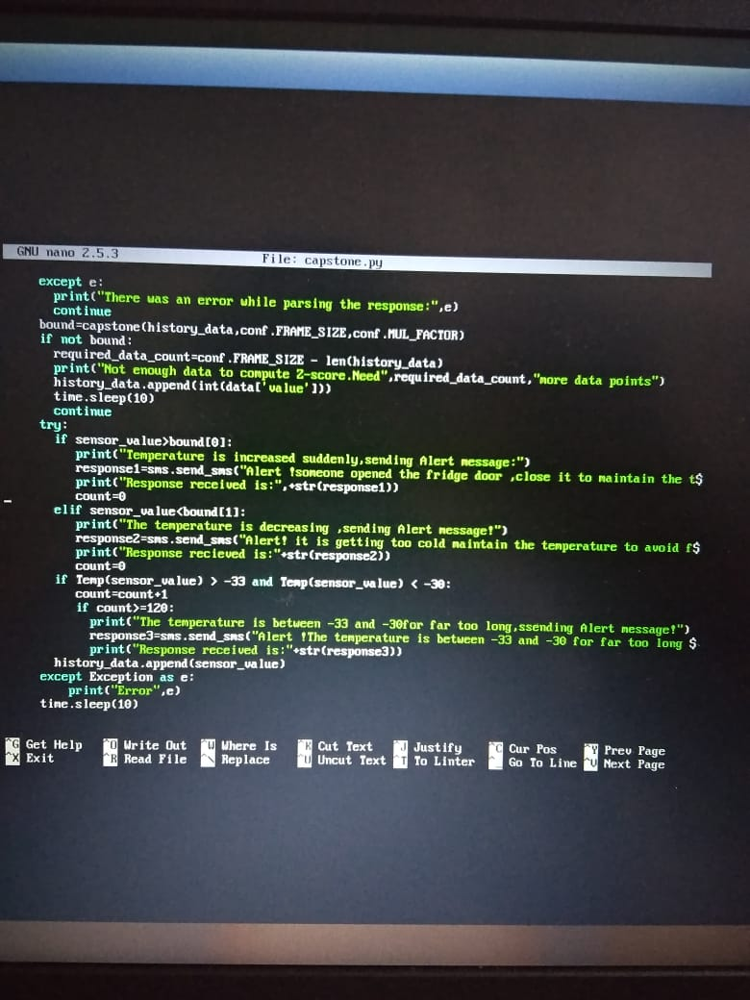 GNU nano 2.5.3 File: capstone.py
except e:
print("There was an error while parsing the response:",e)
continue
bound=capstone(history_data,conf.FRAME_SIZE,conf.MUL_FACTOR)
if not bound:
required_data_count=conf.FRAME_SIZE - len(history_data)
print("Not enough data to compute Z-score.Need",required_data_count,"more data points")
history_data.append(int(data['value']))
time.sleep(10)
continue
try:
if sensor_value>bound[0]:
print("Temperature is increased suddenly,sending Alert message:")
response1=sms.send_sms("Alert !someone opened the fridge door ,close it to maintain the t$
print("Response received is:",+str(response1))
count=0
elif sensor_value<bound[1]:
print("The temperature is decreasing ,sending Alert message!")
response2=sms.send_sms("Alert! it is getting too cold maintain the temperature to avoid f$
print("Response recieved is:"+str(response2))
count=0
if Temp(sensor_value) > -33 and Temp(sensor_value) < -30:
count=count+1
if count>=120:
print("The temperature is between -33 and -30for far too long,ssending Alert message!")
response3=sms.send_sms("Alert !The temperature is between -33 and -30 for far too long $
print("Response received is:"+str(response3))
history_data.append(sensor_value)
except Exception as e:
print("Error",e)
time.sleep(10)
^G Get Help ^O Write Out ^W Where Is ^K Cut Text ^J Justify ^C Cur Pos ^Y Prev Page
^X Exit ^R Read File ^\ Replace ^U Uncut Text ^T To Linter ^_ Go To Line ^V Next Page